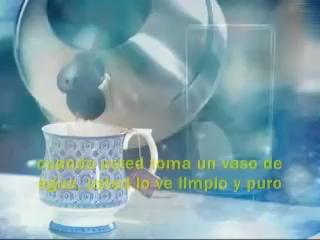 cuando usted toma un vaso de
agua, usted lo ve limpio y puro